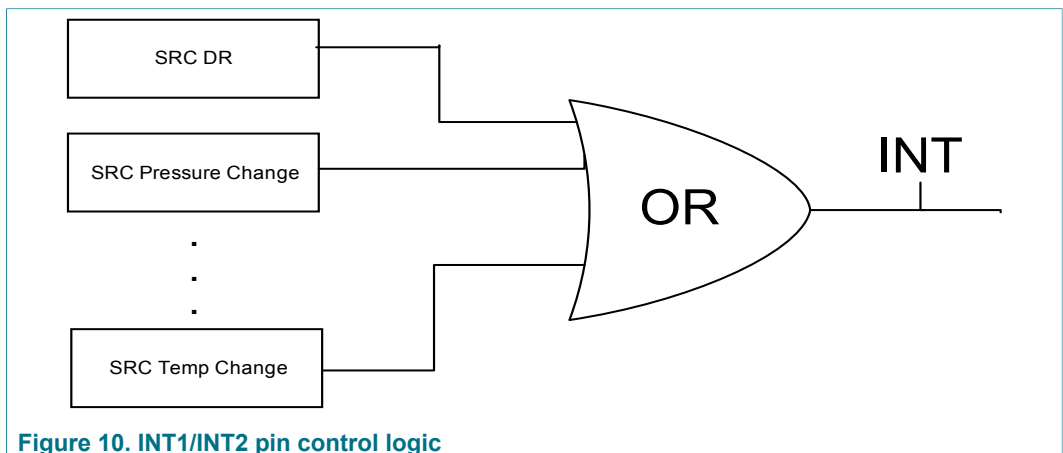 SRC DR
SRC Pressure Change
SRC Temp Change
OR
INT
Figure 10. INT1/INT2 pin control logic